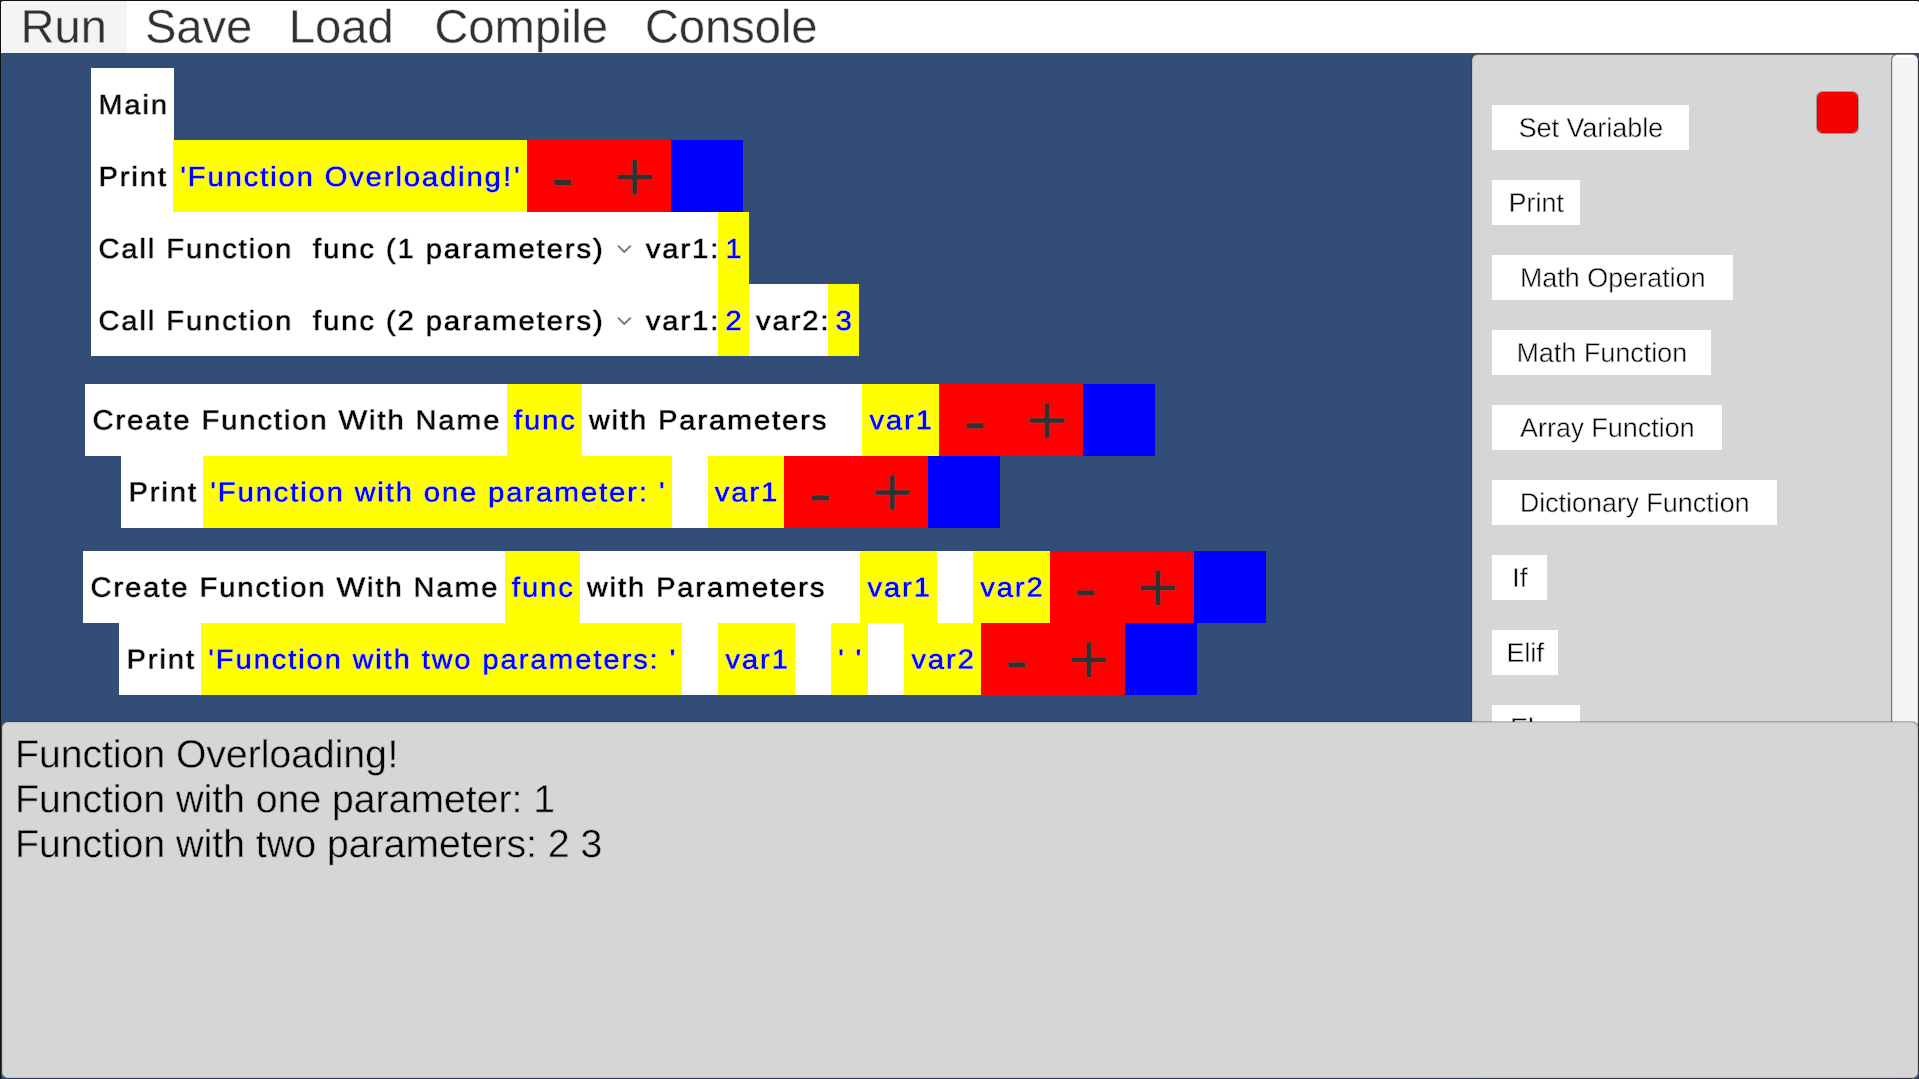 Run Save Load Compile Console
Main
Print 'Function Overloading!' - +
Call Function func (1 parameters) var1: 1
Call Function func (2 parameters) var1: 2 var2: 3
Create Function With Name func with Parameters var1 - +
Print 'Function with one parameter: ' var1 - +
Create Function With Name func with Parameters var1 var2 - +
Print 'Function with two parameters: ' var1 ' ' var2 - +
Set Variable
Print
Math Operation
Math Function
Array Function
Dictionary Function
If
Elif
Function Overloading!
Function with one parameter: 1
Function with two parameters: 2 3